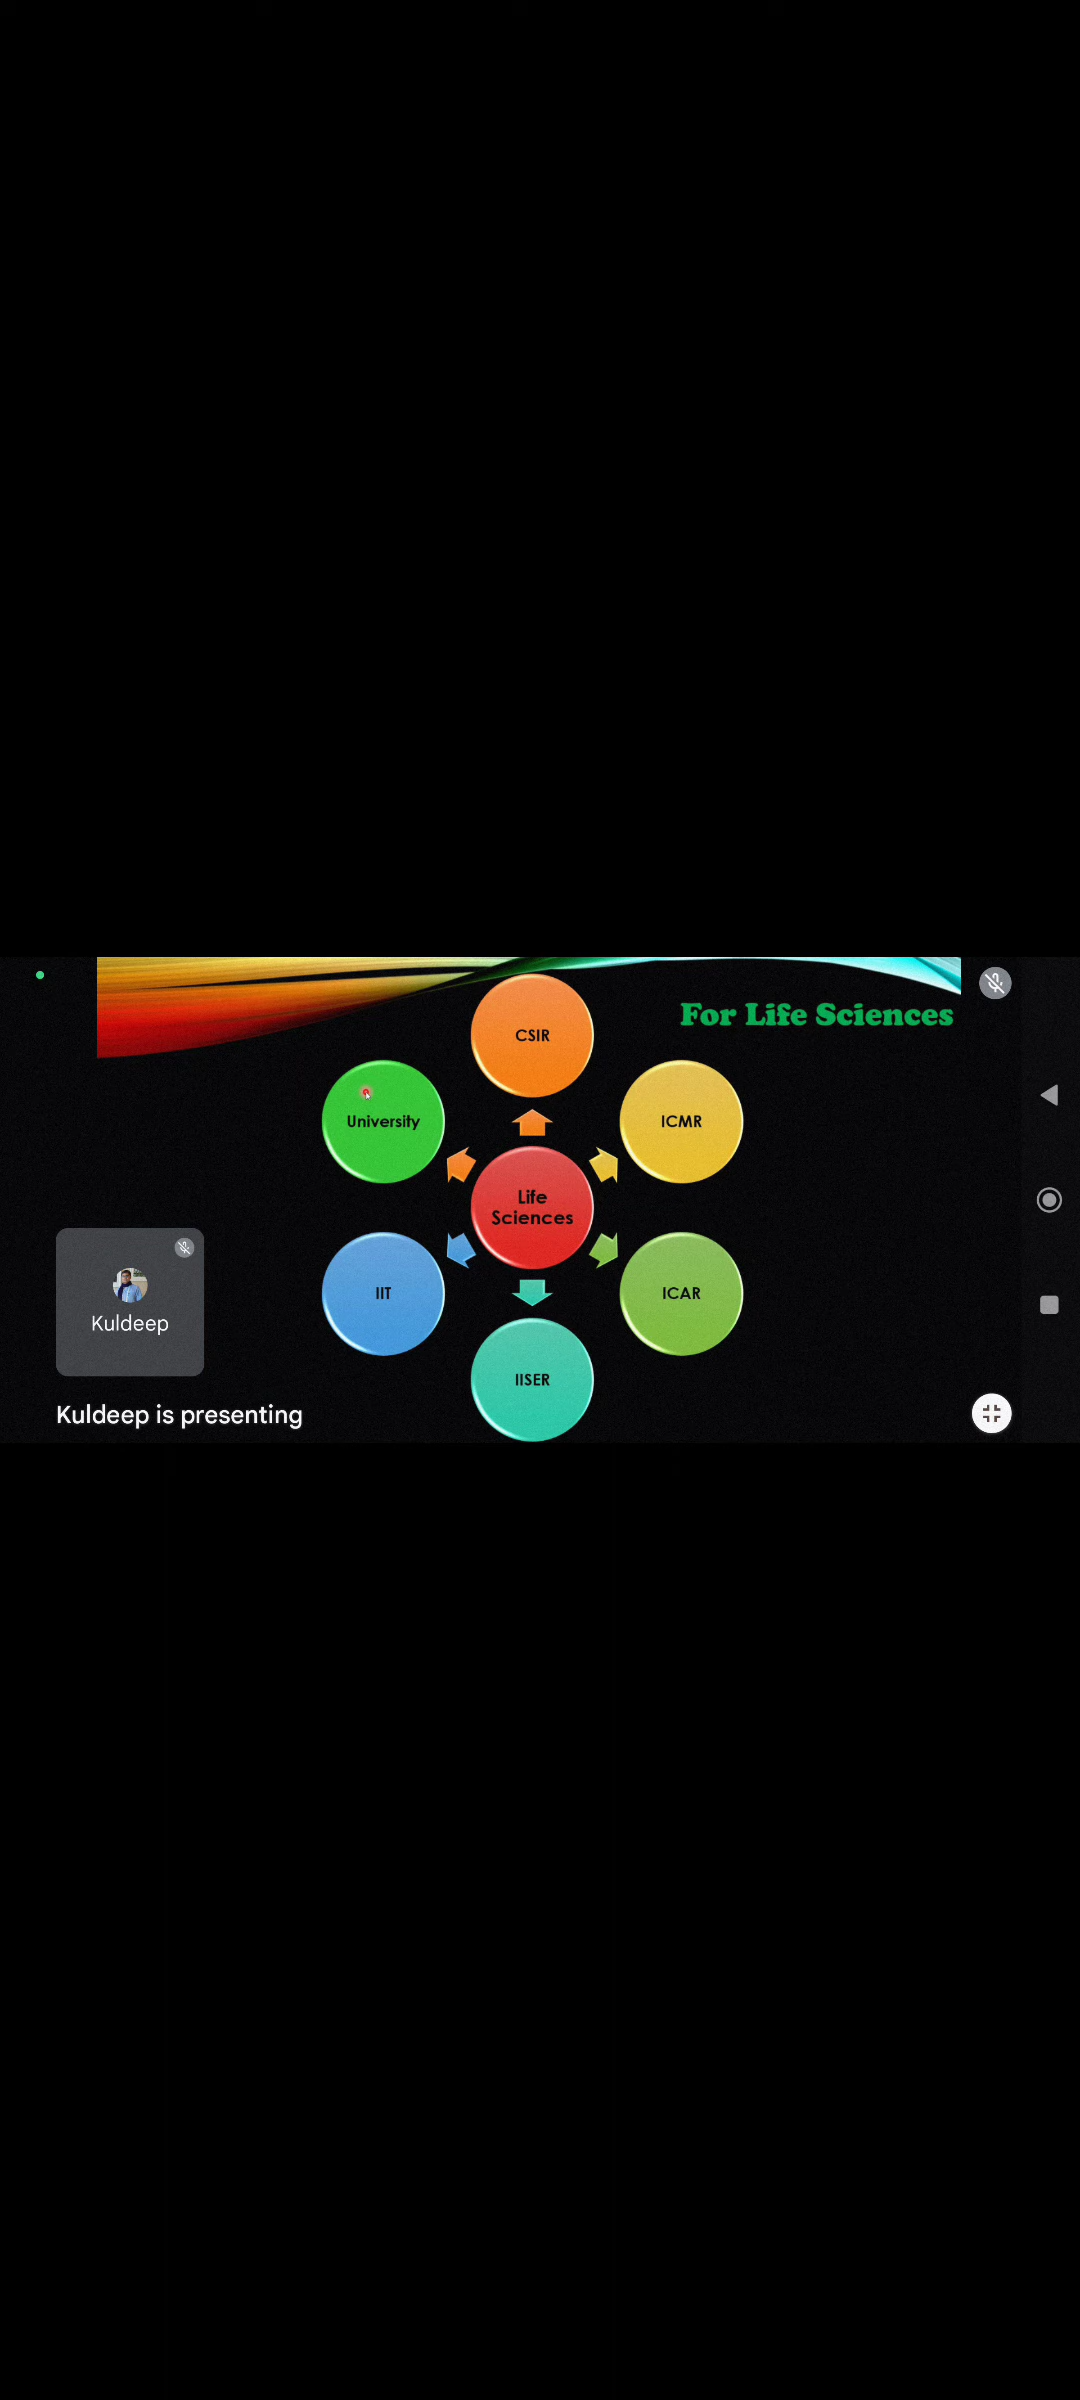 For Life Sciences
CSIR
University
ICMR
Life
Sciences
IIT
ICAR
IISER
Kuldeep
Kuldeep is presenting